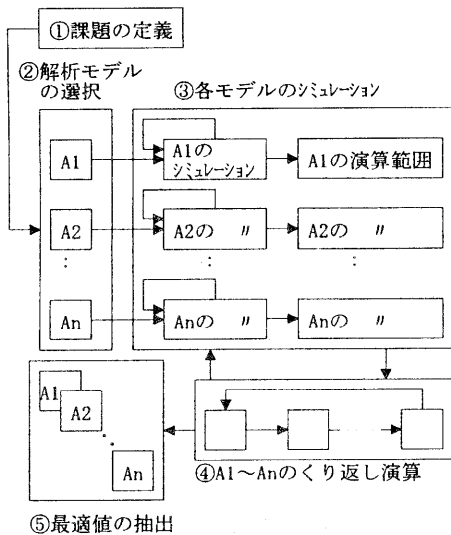 ①課題の定義
②解析モデル
の選択
③各モデルのシミュレーション
A1
A1の
シミュレーション
A1の演算範囲
A2
A2の 〃
A2の 〃
:
:
:
An
Anの 〃
Anの 〃
A1
A2
An
④A1～Anのくり返し演算
⑤最適値の抽出